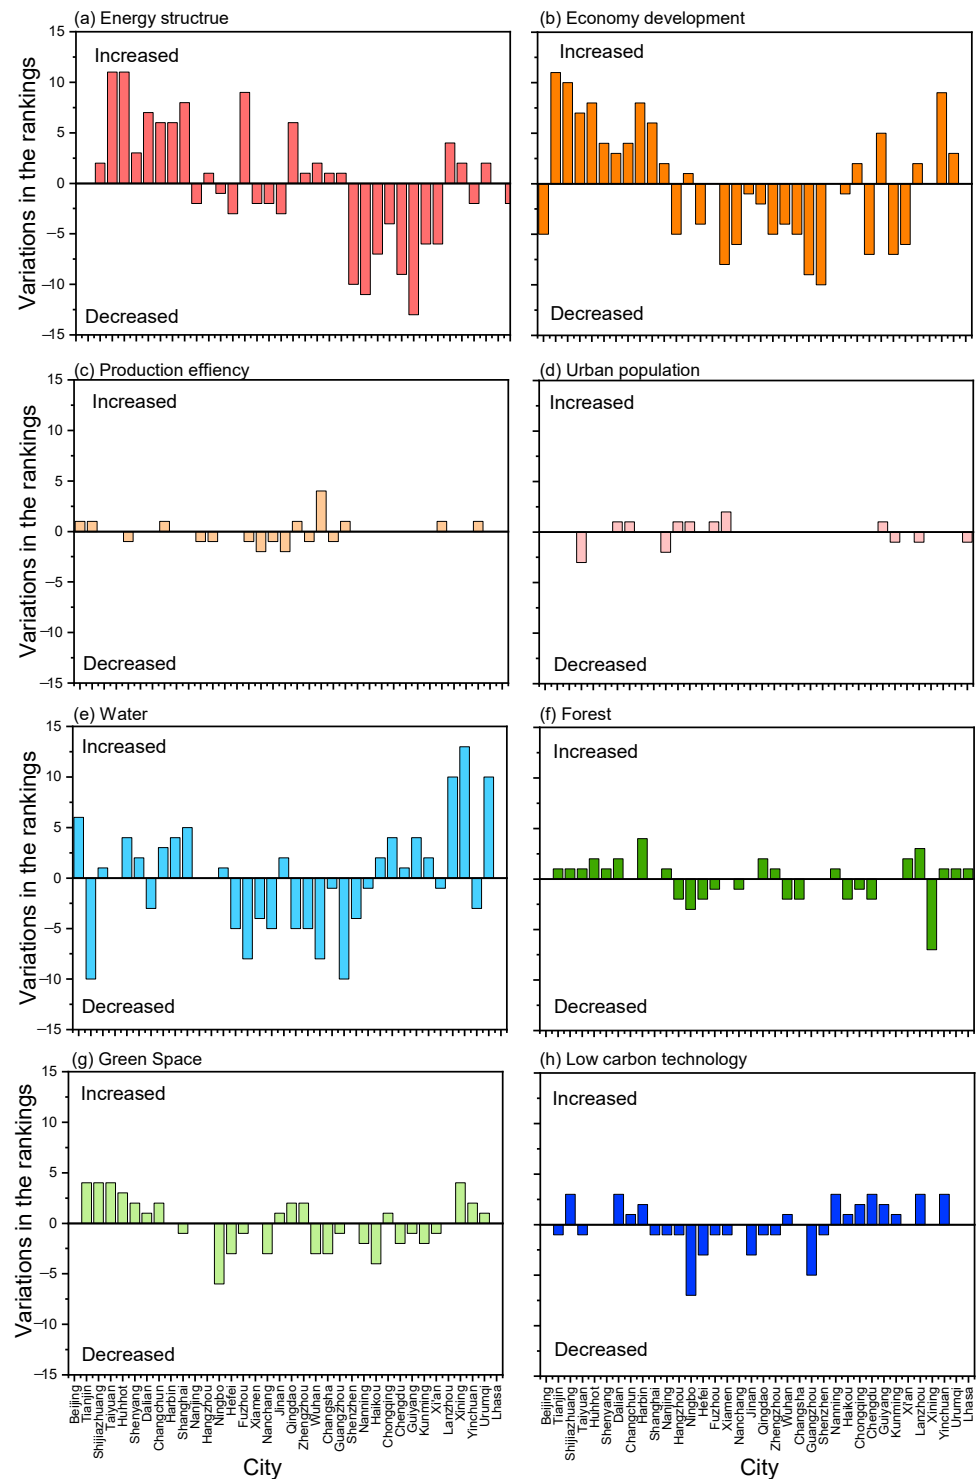 (a) Energy structrue
(b) Economy development
Variations in the rankings
15
10
5
0
−5
−10
−15
Increased
Decreased
Increased
Decreased
(c) Production effiency
(d) Urban population
Variations in the rankings
15
10
5
0
−5
−10
−15
Increased
Decreased
Increased
Decreased
(e) Water
(f) Forest
Variations in the rankings
15
10
5
0
−5
−10
−15
Increased
Decreased
Increased
Decreased
(g) Green Space
(h) Low carbon technology
Variations in the rankings
15
10
5
0
−5
−10
−15
Increased
Decreased
Increased
Decreased
Beijing
Tianjin
Shijiazhuang
Taiyuan
Huhhot
Shenyang
Dalian
Changchun
Harbin
Shanghai
Nanjing
Hangzhou
Ningbo
Hefei
Fuzhou
Xiamen
Nanchang
Jinan
Qingdao
Zhengzhou
Wuhan
Changsha
Guangzhou
Shenzhen
Nanning
Haikou
Chongqing
Chengdu
Guiyang
Kunming
Xi'an
Lanzhou
Xining
Yinchuan
Urumqi
Lhasa
City
Beijing
Tianjin
Shijiazhuang
Taiyuan
Huhhot
Shenyang
Dalian
Changchun
Harbin
Shanghai
Nanjing
Hangzhou
Ningbo
Hefei
Fuzhou
Xiamen
Nanchang
Jinan
Qingdao
Zhengzhou
Wuhan
Changsha
Guangzhou
Shenzhen
Nanning
Haikou
Chongqing
Chengdu
Guiyang
Kunming
Xi'an
Lanzhou
Xining
Yinchuan
Urumqi
Lhasa
City